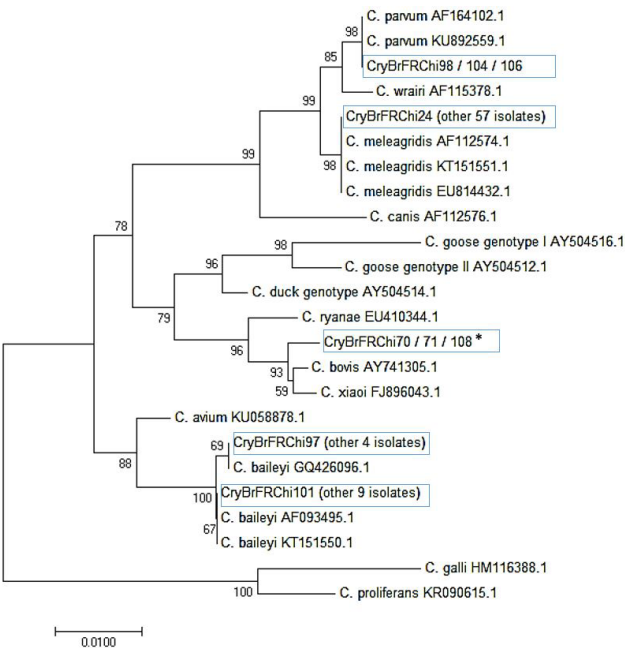 C. parvum AF164102.1
98
C. parvum KU892559.1
85
CryBrFRChi98 / 104 / 106
C. wrairi AF115378.1
99
CryBrFRChi24 (other 57 isolates)
C. meleagridis AF112574.1
99
98
C. meleagridis KT151551.1
C. meleagridis EU814432.1
C. canis AF112576.1
78
98
C. goose genotype I AY504516.1
96
C. goose genotype II AY504512.1
C. duck genotype AY504514.1
79
C. ryanae EU410344.1
96
CryBrFRChi70 / 71 / 108 *
93
C. bovis AY741305.1
59
C. xiaoi FJ896043.1
C. avium KU058878.1
69
CryBrFRChi97 (other 4 isolates)
88
C. baileyi GQ426096.1
100
CryBrFRChi101 (other 9 isolates)
C. baileyi AF093495.1
67
C. baileyi KT151550.1
C. galli HM116388.1
100
C. proliferans KR090615.1
0.0100